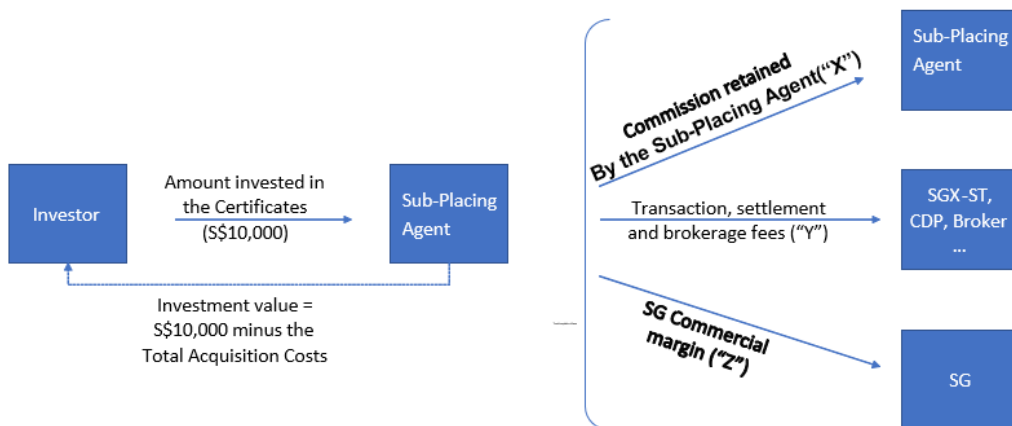 Investor
Amount invested in
the Certificates
(S$10,000)
Sub-Placing
Agent
Investment value =
S$10,000 minus the
Total Acquisition Costs
Commission retained
By the Sub-Placing Agent(“X”)
Sub-Placing
Agent
Transaction, settlement
and brokerage fees (“Y”)
SGX-ST,
CDP, Broker
...
SG Commercial
margin (“Z”)
SG